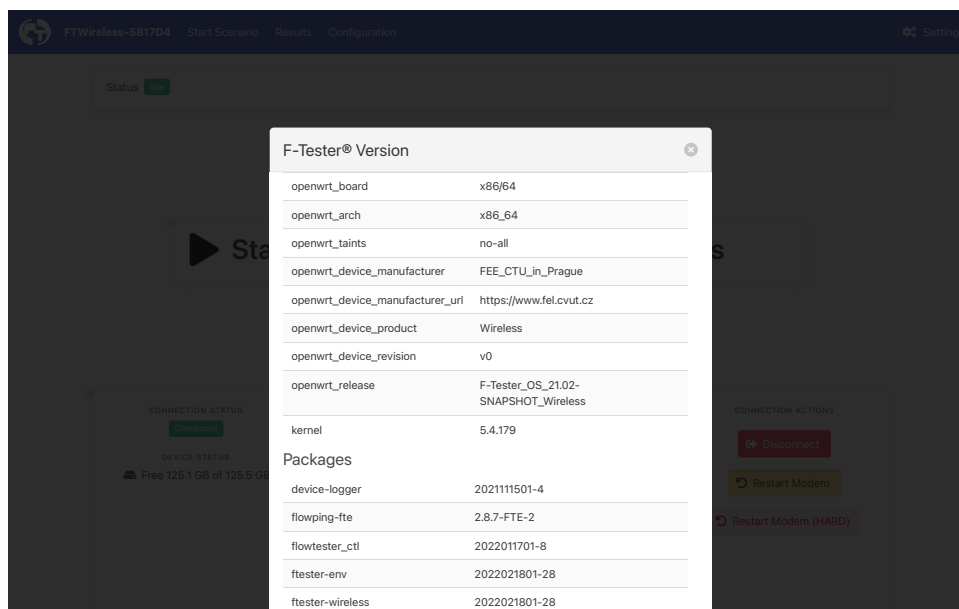 FTWireless-5817D4 Start Scenario Results Configuration
Setting
Status Idle
F-Tester® Version
openwrt_board x86/64
openwrt_arch x86_64
openwrt_taints no-all
openwrt_device_manufacturer FEE_CTU_in_Prague
openwrt_device_manufacturer_url https://www.fel.cvut.cz
openwrt_device_product Wireless
openwrt_device_revision v0
openwrt_release F-Tester_OS_21.02-
SNAPSHOT_Wireless
kernel 5.4.179
Packages
device-logger 2021111501-4
flowping-fte 2.8.7-FTE-2
flowtester_ctl 2022011701-8
ftester-env 2022021801-28
ftester-wireless 2022021801-28
Sta
s
CONNECTION STATUS
Connected
DEVICE STATUS
Free 125.1 GB of 125.5 GB
CONNECTION ACTIONS
Disconnect
Restart Modem
Restart Modem (HARD)